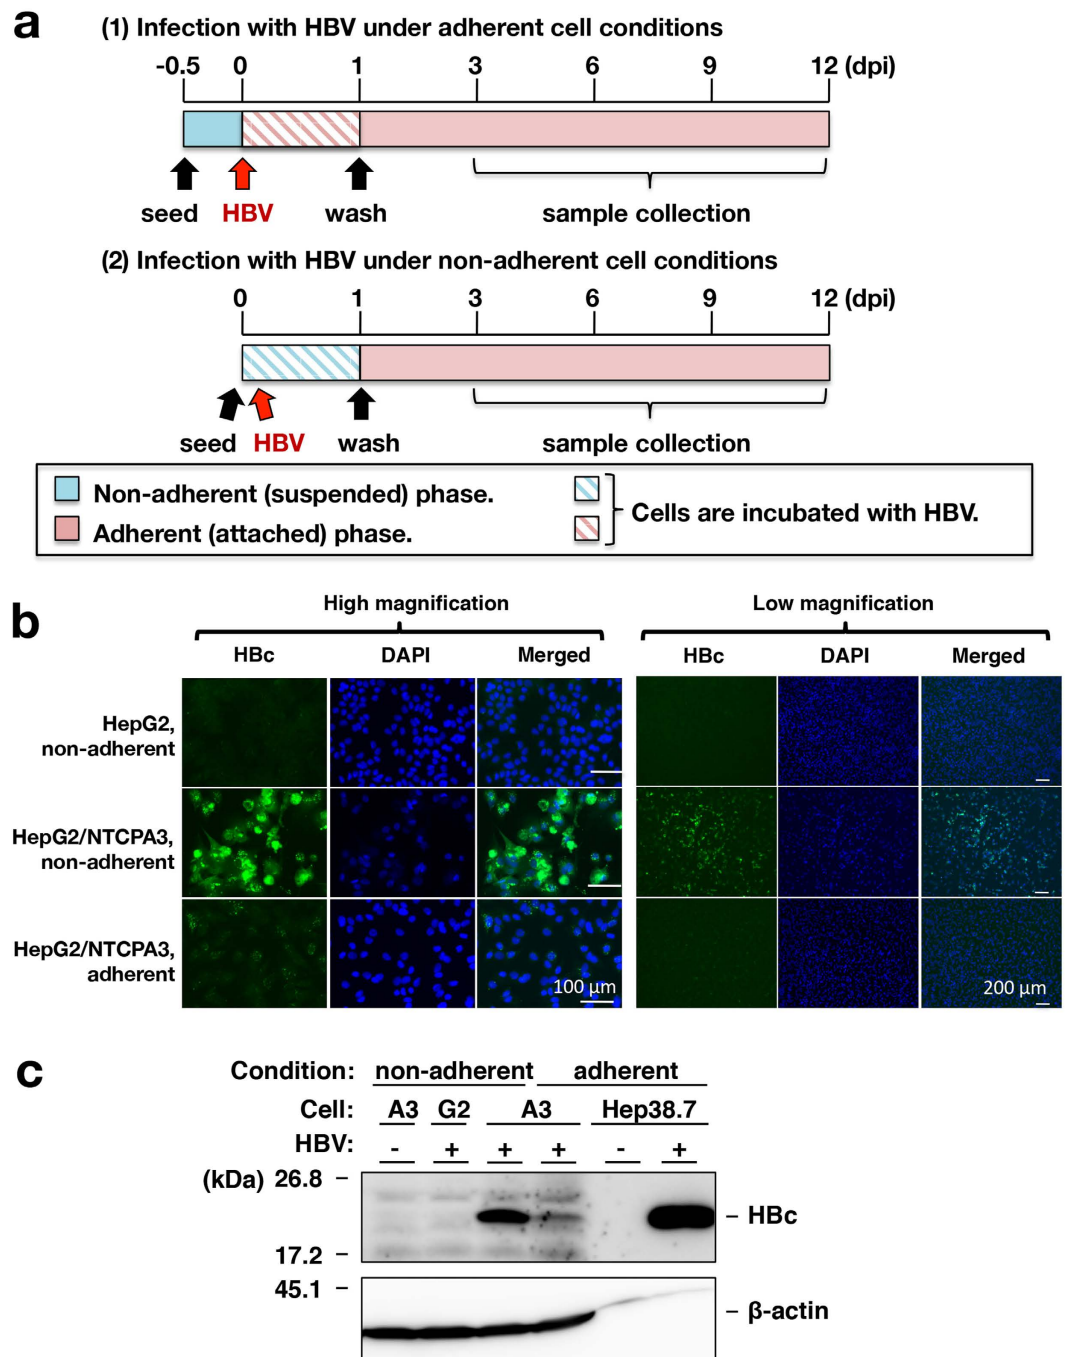 a
(1) Infection with HBV under adherent cell conditions
-0.5 0 1 3 6 9 12 (dpi)
seed HBV wash sample collection
(2) Infection with HBV under non-adherent cell conditions
0 1 3 6 9 12 (dpi)
seed HBV wash sample collection
Non-adherent (suspended) phase.
Adherent (attached) phase.
Cells are incubated with HBV.
b
High magnification Low magnification
HBc DAPI Merged HBc DAPI Merged
HepG2,
non-adherent
HepG2/NTCPA3,
non-adherent
HepG2/NTCPA3,
adherent
100 μm 200 μm
c
Condition: non-adherent adherent
Cell: A3 G2 A3 Hep38.7
HBV: - + + + - +
(kDa) 26.8 –
– HBc
17.2 –
45.1 –
– β-actin